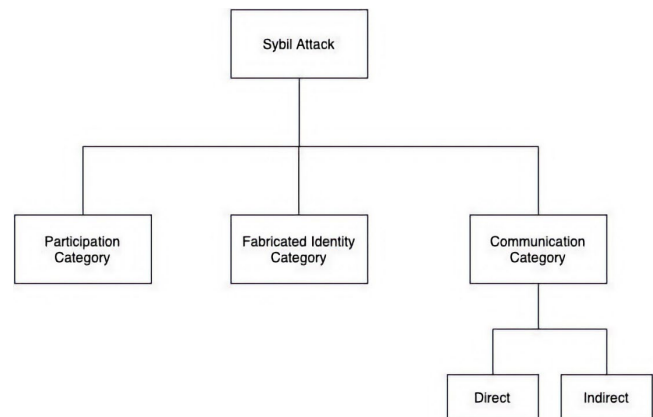 Sybil Attack
Participation
Category
Fabricated Identity
Category
Communication
Category
Direct
Indirect